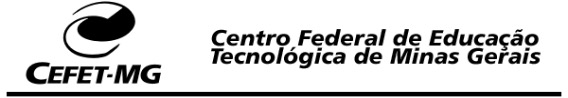 CEFET-MG
Centro Federal de Educação
Tecnológica de Minas Gerais